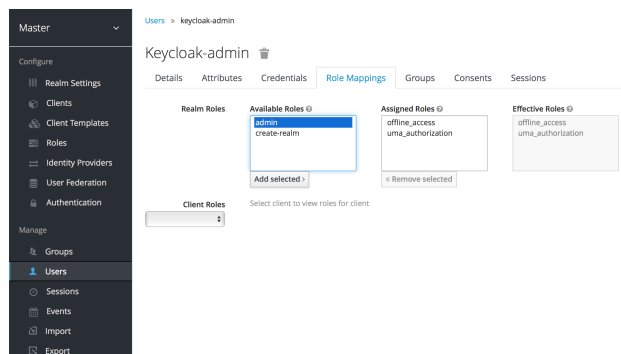 Master
Configure
Realm Settings
Clients
Client Templates
Roles
Identity Providers
User Federation
Authentication
Manage
Groups
Users
Sessions
Events
Import
Export
Users » keycloak-admin
Keycloak-admin
Details Attributes Credentials Role Mappings Groups Consents Sessions
Realm Roles
Available Roles
admin
create-realm
Add selected ›
Assigned Roles
offline_access
uma_authorization
« Remove selected
Effective Roles
offline_access
uma_authorization
Client Roles
Select client to view roles for client